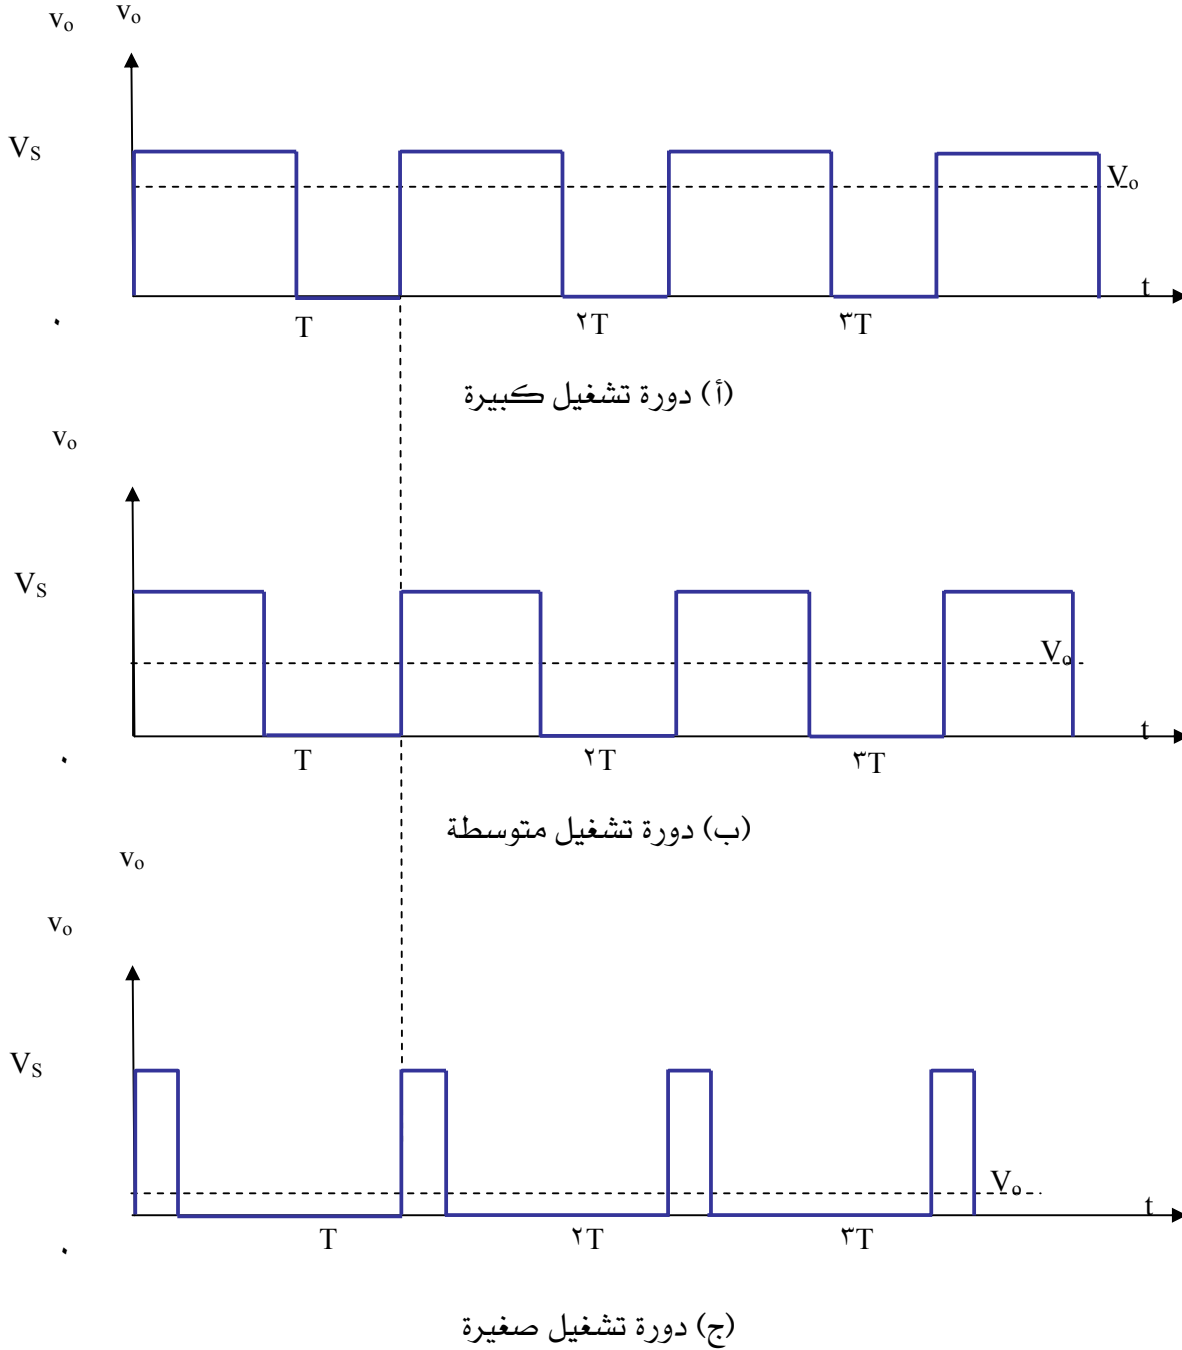 vo vo
VS
Vo
t
٠ T ٢T ٣T
(أ) دورة تشغيل كبيرة
vo
VS
Vo
t
٠ T ٢T ٣T
(ب) دورة تشغيل متوسطة
vo
vo
VS
Vo
t
٠ T ٢T ٣T
(ج) دورة تشغيل صغيرة